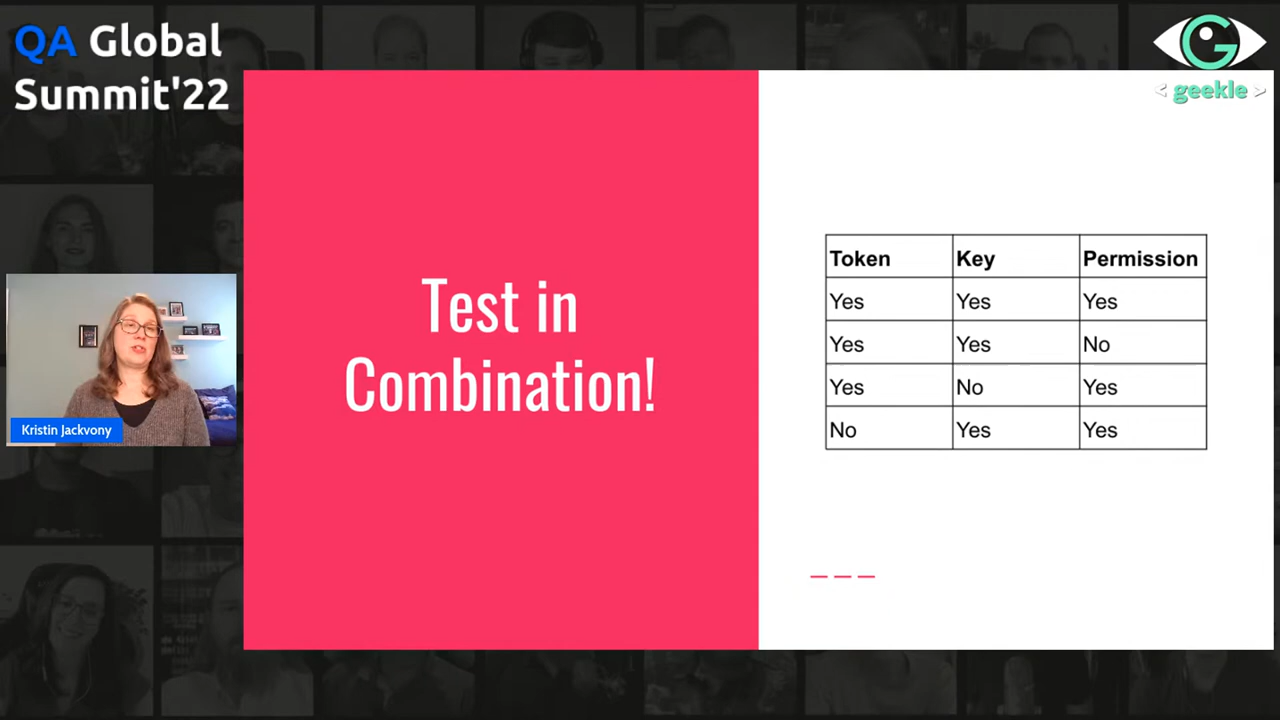 QA Global
Summit'22
< geekle >
Test in
Combination!
Token Key Permission
Yes Yes Yes
Yes Yes No
Yes No Yes
No Yes Yes
Kristin Jackvony